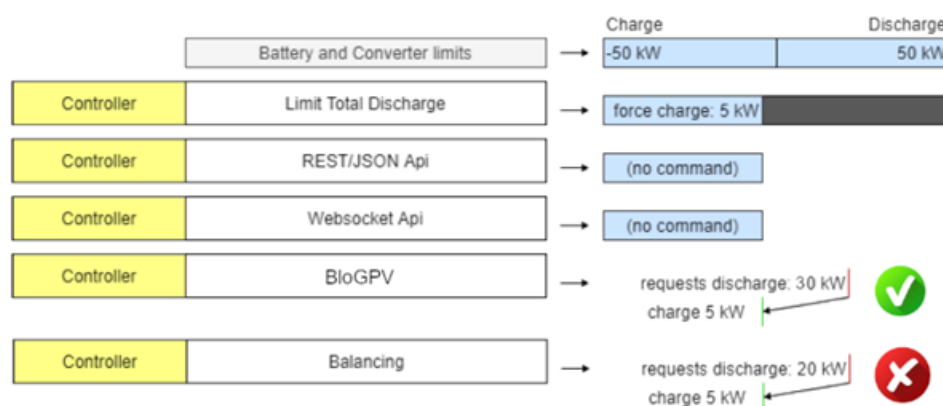 Charge Discharge
Battery and Converter limits -50 kW 50 kW
Controller Limit Total Discharge force charge: 5 kW
Controller REST/JSON Api (no command)
Controller Websocket Api (no command)
Controller BloGPV requests discharge: 30 kW
charge 5 kW
Controller Balancing requests discharge: 20 kW
charge 5 kW